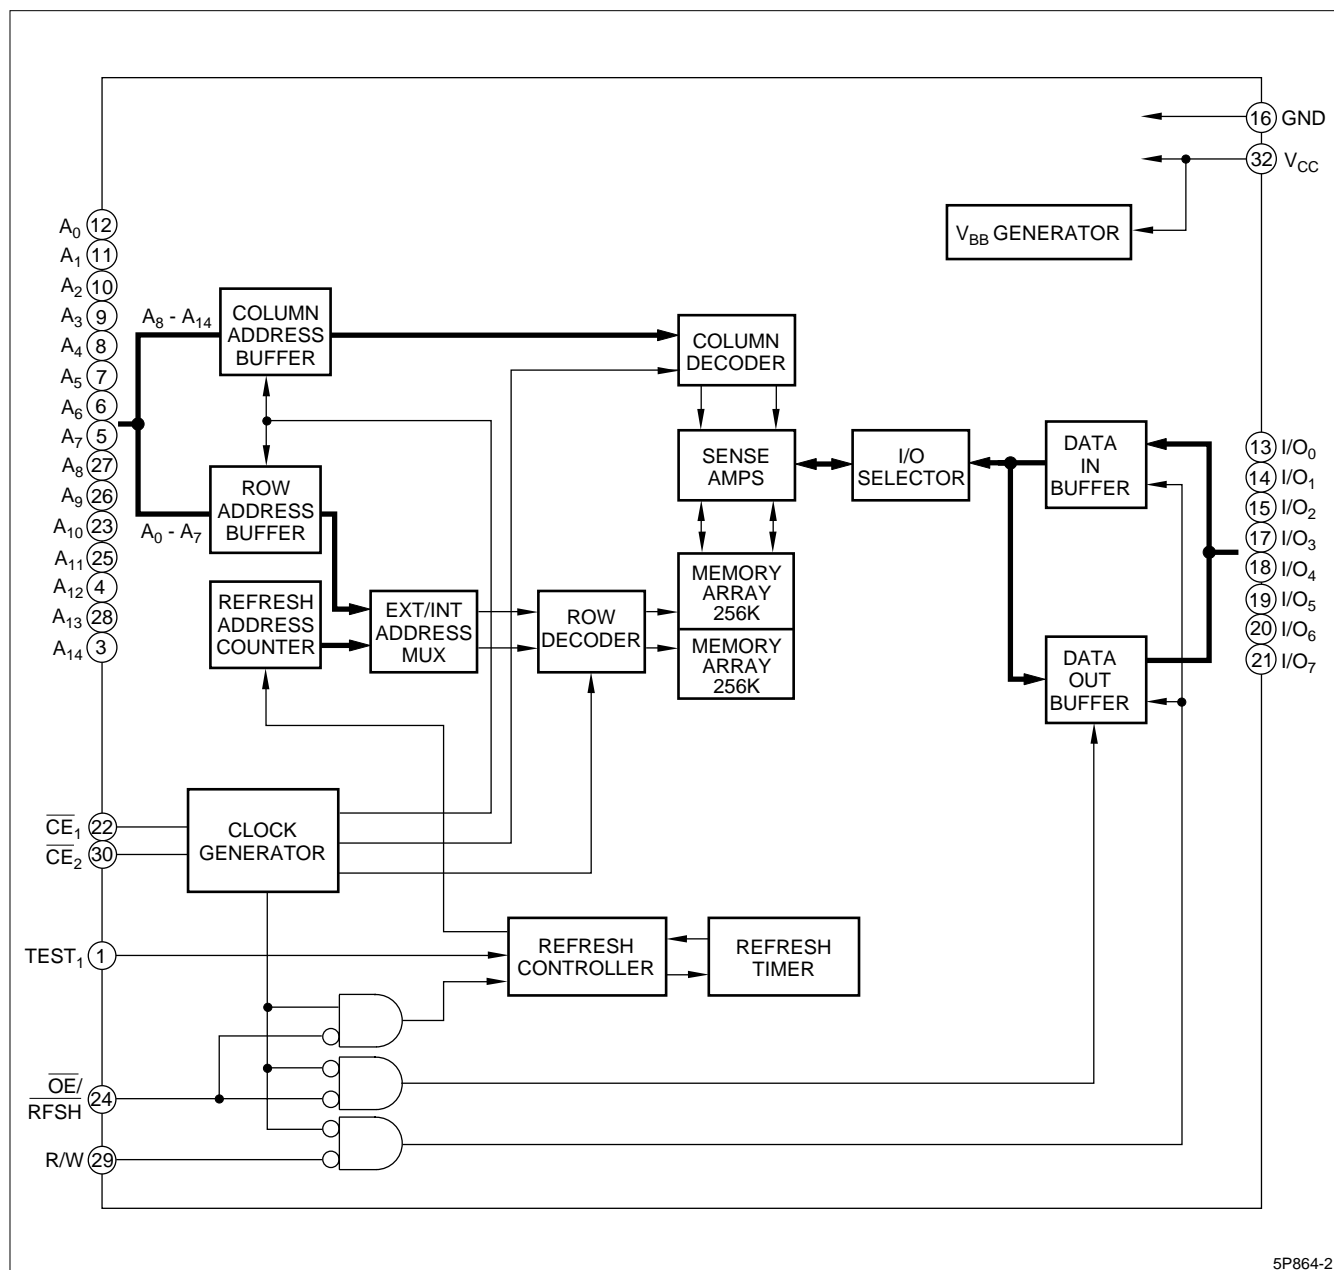 16 GND
32 VCC
VBB GENERATOR
A0 12
A1 11
A2 10
A3 9
A4 8
A5 7
A6 6
A7 5
A8 27
A9 26
A10 23
A11 25
A12 4
A13 28
A14 3
A8 - A14
COLUMN
ADDRESS
BUFFER
COLUMN
DECODER
A0 - A7
ROW
ADDRESS
BUFFER
SENSE
AMPS
I/O
SELECTOR
DATA
IN
BUFFER
13 I/O0
14 I/O1
15 I/O2
17 I/O3
18 I/O4
19 I/O5
20 I/O6
21 I/O7
REFRESH
ADDRESS
COUNTER
EXT/INT
ADDRESS
MUX
ROW
DECODER
MEMORY
ARRAY
256K
MEMORY
ARRAY
256K
DATA
OUT
BUFFER
CE1 22
CE2 30
CLOCK
GENERATOR
TEST1 1
REFRESH
CONTROLLER
REFRESH
TIMER
OE/
RFSH 24
R/W 29
5P864-2